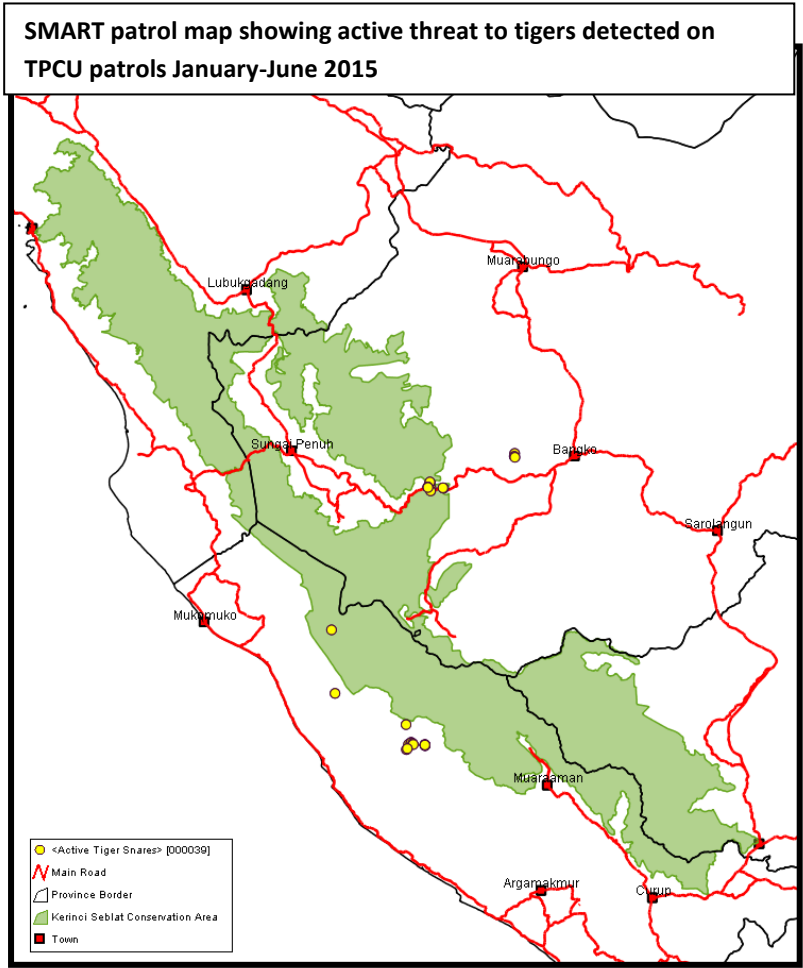 SMART patrol map showing active threat to tigers detected on
TPCU patrols January-June 2015
Lubukgadang
Muarabungo
Sungai Penuh
Bangko
Sarolangun
Mukomuko
Muaraaman
Argamakmur
Curup
<Active Tiger Snares> [000039]
Main Road
Province Border
Kerinci Seblat Conservation Area
Town